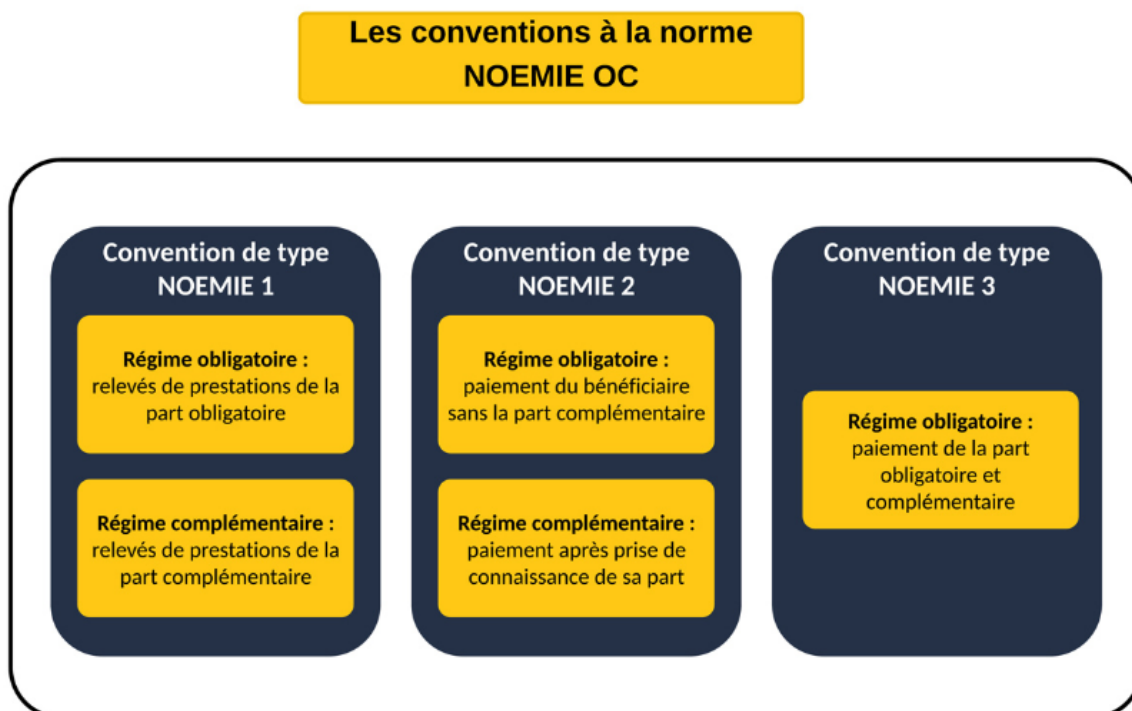 Les conventions à la norme
NOEMIE OC
Convention de type
NOEMIE 1
Régime obligatoire :
relevés de prestations de la
part obligatoire
Régime complémentaire :
relevés de prestations de la
part complémentaire
Convention de type
NOEMIE 2
Régime obligatoire :
paiement du bénéficiaire
sans la part complémentaire
Régime complémentaire :
paiement après prise de
connaissance de sa part
Convention de type
NOEMIE 3
Régime obligatoire :
paiement de la part
obligatoire et
complémentaire